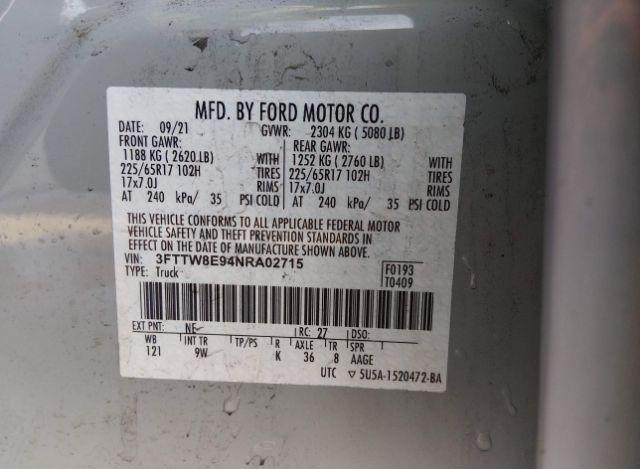 MFD. BY FORD MOTOR CO.
DATE: 09/21 GVWR: 2304 KG ( 5080 LB)
FRONT GAWR: REAR GAWR:
1188 KG ( 2620 LB) WITH 1252 KG ( 2760 LB) WITH
225/65R17 102H TIRES 225/65R17 102H TIRES
17x7.0J RIMS 17x7.0J RIMS
AT 240 kPa/ 35 PSI COLD AT 240 kPa/ 35 PSI COLD
THIS VEHICLE CONFORMS TO ALL APPLICABLE FEDERAL MOTOR
VEHICLE SAFETY AND THEFT PREVENTION STANDARDS IN
EFFECT ON THE DATE OF MANUFACTURE SHOWN ABOVE.
VIN: 3FTTW8E94NRA02715 F0193
TYPE: Truck T0409
EXT PNT: NE RC: 27 DSO:
WB INT TR TP/PS R AXLE TR SPR
121 9W K 36 8 AAGE
UTC ▽ 5U5A-1520472-BA